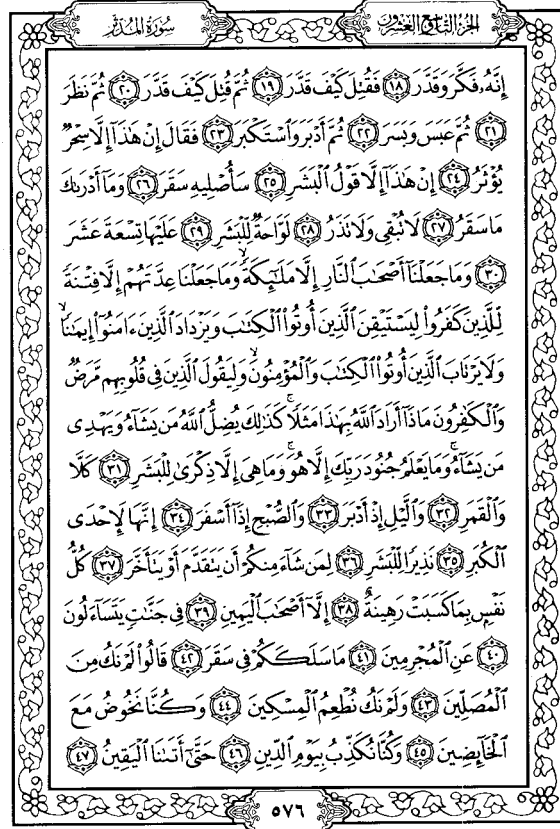 الجزء التاسع والعشرون
سورة المدثر
إِنَّهُۥ فَكَّرَ وَقَدَّرَ ١٨ فَقُتِلَ كَيْفَ قَدَّرَ ١٩ ثُمَّ قُتِلَ كَيْفَ قَدَّرَ ٢٠ ثُمَّ نَظَرَ
٢١ ثُمَّ عَبَسَ وَبَسَرَ ٢٢ ثُمَّ أَدْبَرَ وَٱسْتَكْبَرَ ٢٣ فَقَالَ إِنْ هَٰذَآ إِلَّا سِحْرٌ
يُؤْثَرُ ٢٤ إِنْ هَٰذَآ إِلَّا قَوْلُ ٱلْبَشَرِ ٢٥ سَأُصْلِيهِ سَقَرَ ٢٦ وَمَآ أَدْرَىٰكَ
مَا سَقَرُ ٢٧ لَا تُبْقِى وَلَا تَذَرُ ٢٨ لَوَّاحَةٌ لِّلْبَشَرِ ٢٩ عَلَيْهَا تِسْعَةَ عَشَرَ
٣٠ وَمَا جَعَلْنَآ أَصْحَٰبَ ٱلنَّارِ إِلَّا مَلَٰٓئِكَةً ۙ وَمَا جَعَلْنَا عِدَّتَهُمْ إِلَّا فِتْنَةً
لِّلَّذِينَ كَفَرُوا۟ لِيَسْتَيْقِنَ ٱلَّذِينَ أُوتُوا۟ ٱلْكِتَٰبَ وَيَزْدَادَ ٱلَّذِينَ ءَامَنُوٓا۟ إِيمَٰنًا ۙ
وَلَا يَرْتَابَ ٱلَّذِينَ أُوتُوا۟ ٱلْكِتَٰبَ وَٱلْمُؤْمِنُونَ ۙ وَلِيَقُولَ ٱلَّذِينَ فِى قُلُوبِهِم مَّرَضٌ
وَٱلْكَٰفِرُونَ مَاذَآ أَرَادَ ٱللَّهُ بِهَٰذَا مَثَلًا ۚ كَذَٰلِكَ يُضِلُّ ٱللَّهُ مَن يَشَآءُ وَيَهْدِى
مَن يَشَآءُ ۚ وَمَا يَعْلَمُ جُنُودَ رَبِّكَ إِلَّا هُوَ ۚ وَمَا هِىَ إِلَّا ذِكْرَىٰ لِلْبَشَرِ ٣١ كَلَّا
وَٱلْقَمَرِ ٣٢ وَٱلَّيْلِ إِذْ أَدْبَرَ ٣٣ وَٱلصُّبْحِ إِذَآ أَسْفَرَ ٣٤ إِنَّهَا لَإِحْدَى
ٱلْكُبَرِ ٣٥ نَذِيرًا لِّلْبَشَرِ ٣٦ لِمَن شَآءَ مِنكُمْ أَن يَتَقَدَّمَ أَوْ يَتَأَخَّرَ ٣٧ كُلُّ
نَفْسٍۭ بِمَا كَسَبَتْ رَهِينَةٌ ٣٨ إِلَّآ أَصْحَٰبَ ٱلْيَمِينِ ٣٩ فِى جَنَّٰتٍ يَتَسَآءَلُونَ
٤٠ عَنِ ٱلْمُجْرِمِينَ ٤١ مَا سَلَكَكُمْ فِى سَقَرَ ٤٢ قَالُوا۟ لَمْ نَكُ مِنَ
ٱلْمُصَلِّينَ ٤٣ وَلَمْ نَكُ نُطْعِمُ ٱلْمِسْكِينَ ٤٤ وَكُنَّا نَخُوضُ مَعَ
ٱلْخَآئِضِينَ ٤٥ وَكُنَّا نُكَذِّبُ بِيَوْمِ ٱلدِّينِ ٤٦ حَتَّىٰٓ أَتَىٰنَا ٱلْيَقِينُ ٤٧
٥٧٦